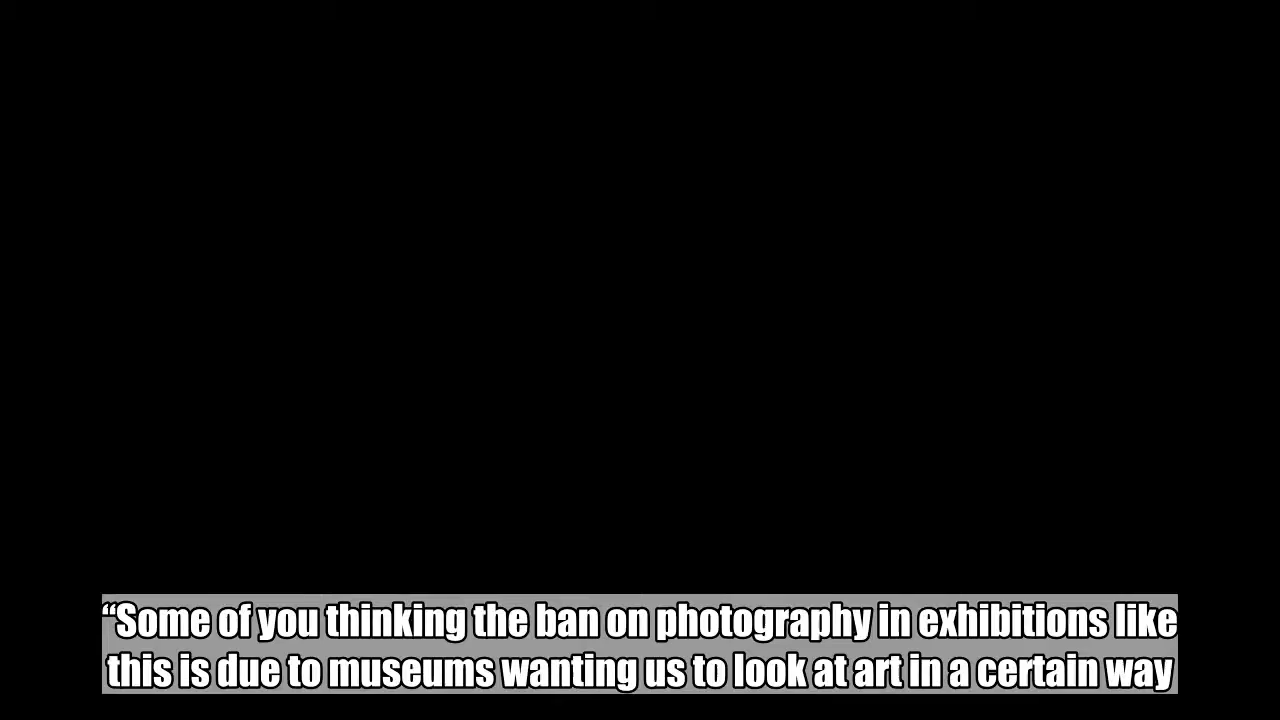 “Some of you thinking the ban on photography in exhibitions like
this is due to museums wanting us to look at art in a certain way